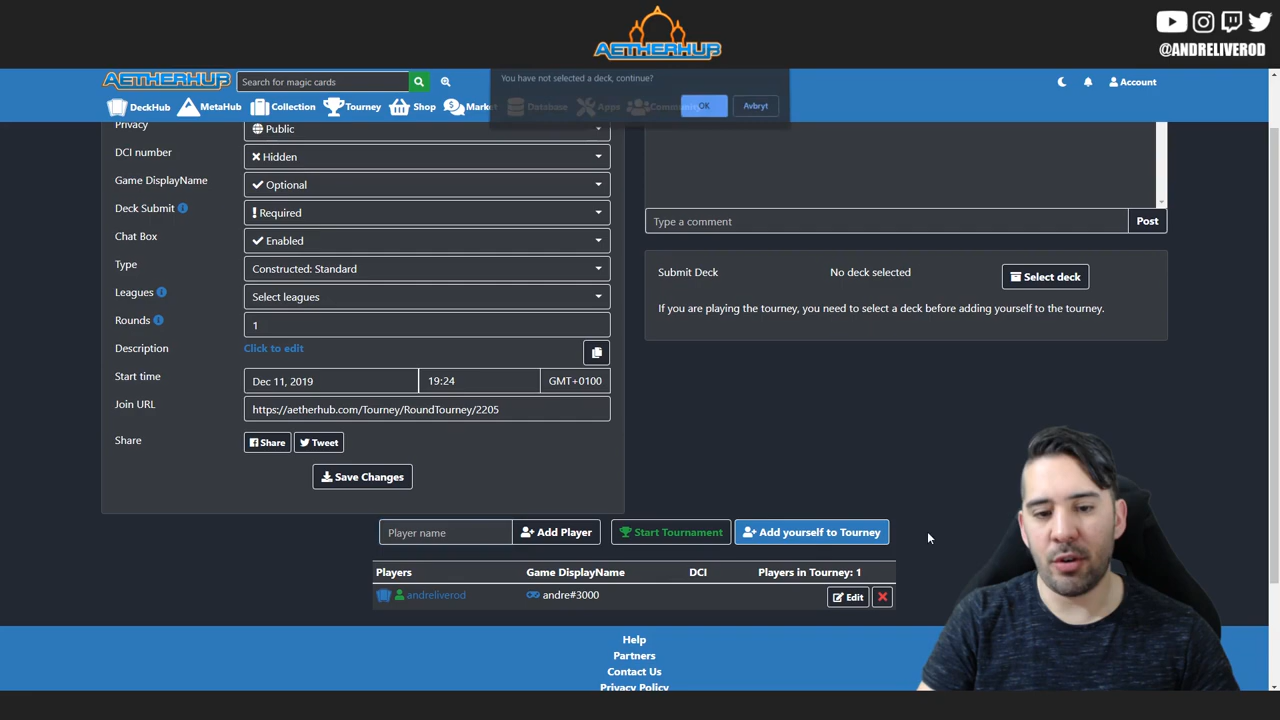 AETHERHUB
@ANDRELIVEROD
AETHERHUB
Search for magic cards
You have not selected a deck, continue?
OK
Avbryt
Account
DeckHub
MetaHub
Collection
Tourney
Shop
Marke
Database
Apps
Community
Privacy
Public
DCI number
Hidden
Game DisplayName
Optional
Deck Submit
Required
Chat Box
Enabled
Type
Constructed: Standard
Leagues
Select leagues
Rounds
1
Description
Click to edit
Start time
Dec 11, 2019
19:24
GMT+0100
Join URL
https://aetherhub.com/Tourney/RoundTourney/2205
Share
Share
Tweet
Save Changes
Type a comment
Post
Submit Deck
No deck selected
Select deck
If you are playing the tourney, you need to select a deck before adding yourself to the tourney.
Player name
Add Player
Start Tournament
Add yourself to Tourney
Players
Game DisplayName
DCI
Players in Tourney: 1
andreliverod
andre#3000
Edit
Help
Partners
Contact Us
Privacy Policy